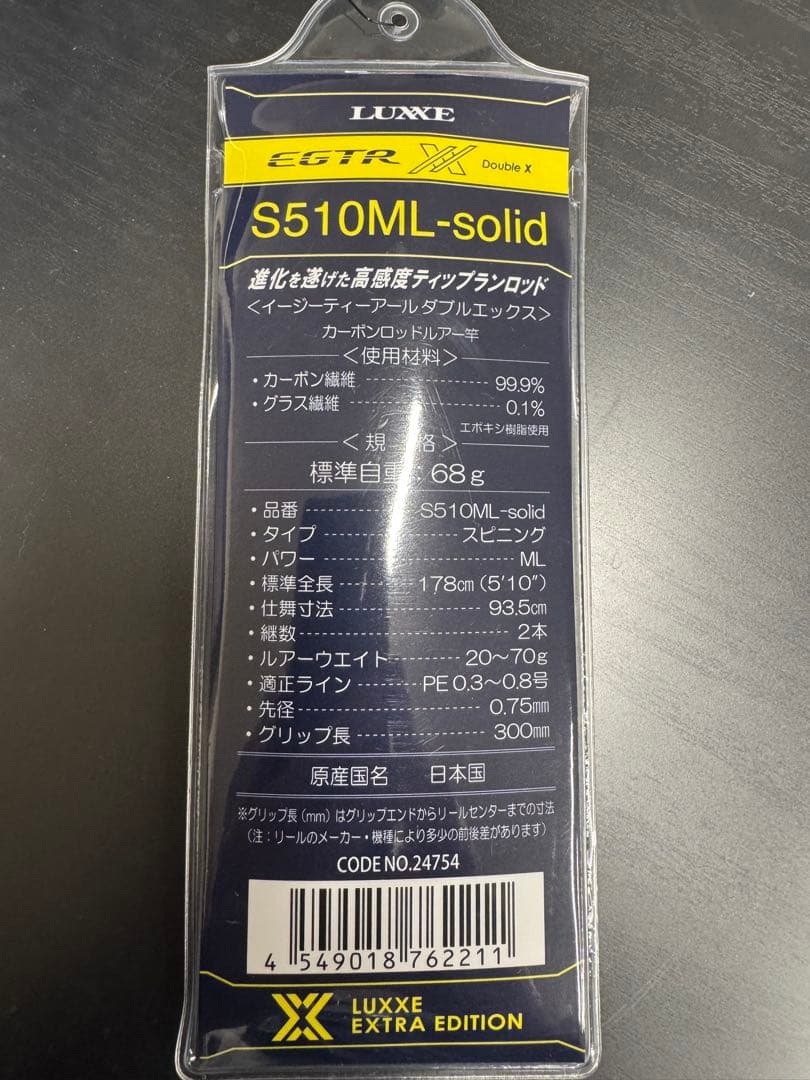 LUXXE
EGTR XX Double X
S510ML-solid
進化を遂げた高感度ティップランロッド
＜イージーティーアール ダブルエックス＞
カーボンロッドルアー竿
＜使用材料＞
・カーボン繊維 99.9%
・グラス繊維 0.1%
エポキシ樹脂使用
＜規格＞
標準自重：68g
・品番 S510ML-solid
・タイプ スピニング
・パワー ML
・標準全長 178cm（5'10"）
・仕舞寸法 93.5cm
・継数 2本
・ルアーウエイト 20〜70g
・適正ライン PE 0.3〜0.8号
・先径 0.75mm
・グリップ長 300mm
原産国名 日本国
※グリップ長（mm）はグリップエンドからリールセンターまでの寸法
（注：リールのメーカー・機種により多少の前後差があります）
CODE NO.24754
4 549018 762211
XX LUXXE
EXTRA EDITION